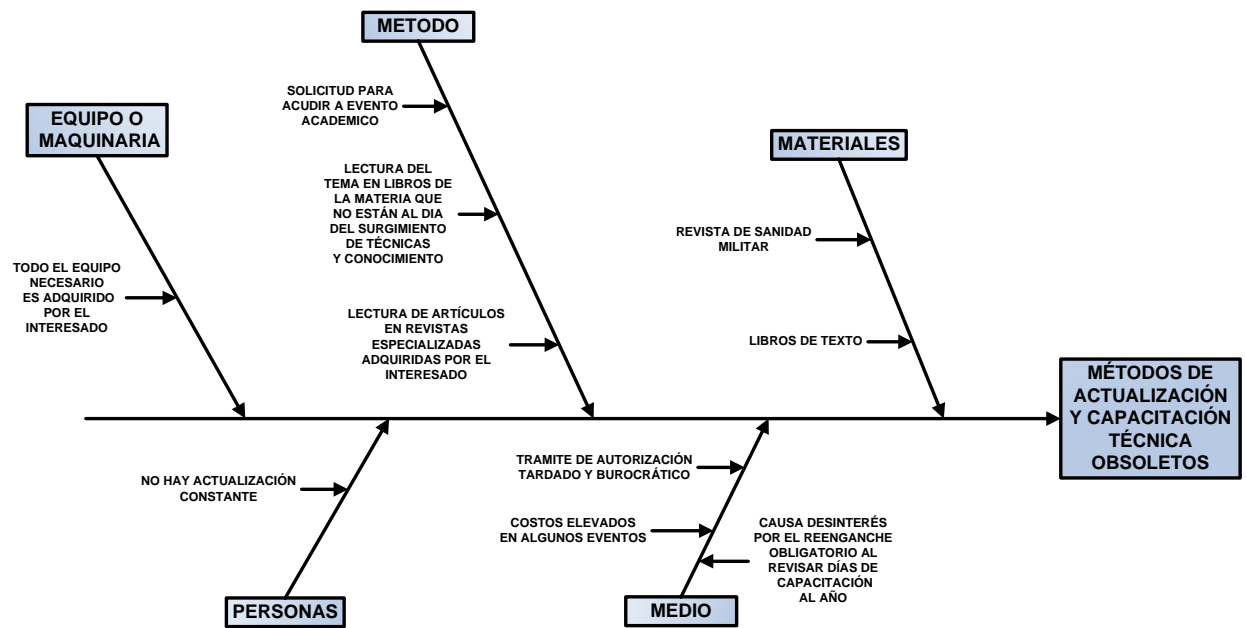 METODO
SOLICITUD PARA
ACUDIR A EVENTO
ACADEMICO
EQUIPO O
MAQUINARIA
MATERIALES
LECTURA DEL
TEMA EN LIBROS DE
LA MATERIA QUE
NO ESTÁN AL DIA
DEL SURGIMIENTO
DE TÉCNICAS
Y CONOCIMIENTO
REVISTA DE SANIDAD
MILITAR
TODO EL EQUIPO
NECESARIO
ES ADQUIRIDO
POR EL
INTERESADO
LECTURA DE ARTÍCULOS
EN REVISTAS
ESPECIALIZADAS
ADQUIRIDAS POR EL
INTERESADO
LIBROS DE TEXTO
MÉTODOS DE
ACTUALIZACIÓN
Y CAPACITACIÓN
TÉCNICA
OBSOLETOS
NO HAY ACTUALIZACIÓN
CONSTANTE
TRAMITE DE AUTORIZACIÓN
TARDADO Y BUROCRÁTICO
COSTOS ELEVADOS
EN ALGUNOS EVENTOS
CAUSA DESINTERÉS
POR EL REENGANCHE
OBLIGATORIO AL
REVISAR DÍAS DE
CAPACITACIÓN
AL AÑO
PERSONAS
MEDIO